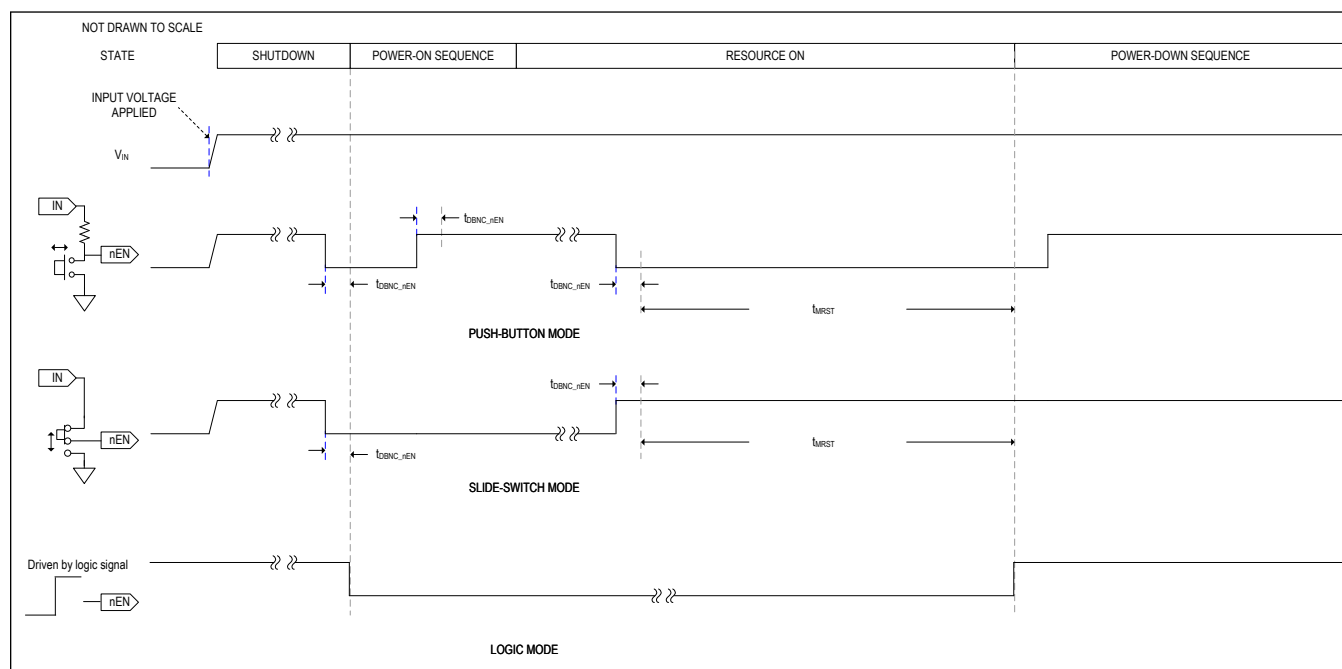 NOT DRAWN TO SCALE
STATE
SHUTDOWN
POWER-ON SEQUENCE
RESOURCE ON
POWER-DOWN SEQUENCE
INPUT VOLTAGE
APPLIED
VIN
IN
nEN
tDBNC_nEN
tDBNC_nEN
tDBNC_nEN
tMRST
PUSH-BUTTON MODE
IN
nEN
tDBNC_nEN
tDBNC_nEN
tMRST
SLIDE-SWITCH MODE
Driven by logic signal
nEN
LOGIC MODE